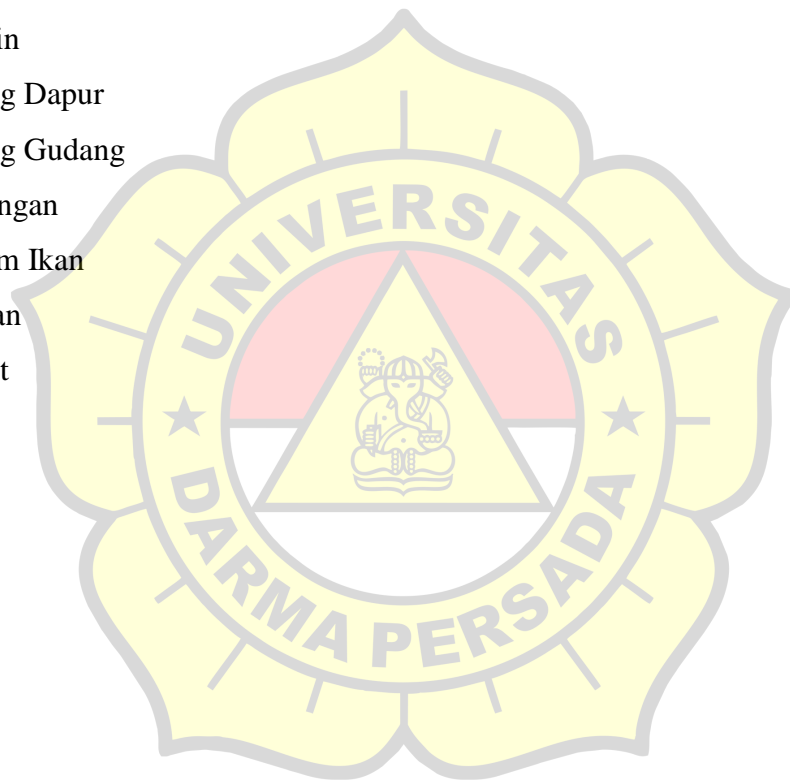 in
g Dapur
g Gudang
ngan
m Ikan
an
t
UNIVERSITAS
DARMA PERSADA